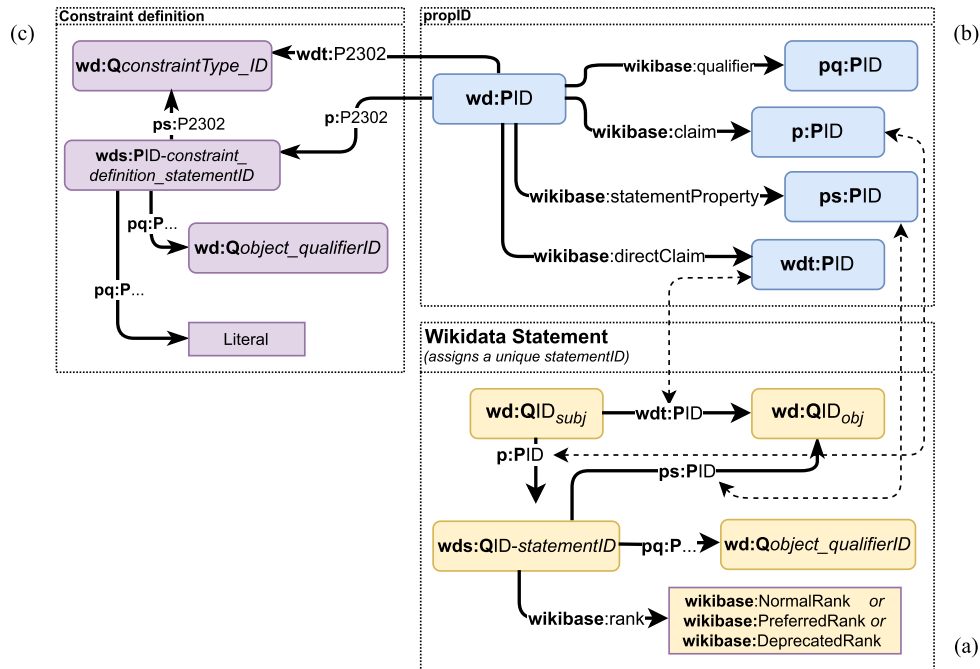 (c)
Constraint definition
wd:QconstraintType_ID
wdt:P2302
p:P2302
ps:P2302
wds:PID-constraint_
definition_statementID
pq:P...
wd:Qobject_qualifierID
pq:P...
Literal
propID
(b)
wd:PID
wikibase:qualifier
pq:PID
wikibase:claim
p:PID
wikibase:statementProperty
ps:PID
wikibase:directClaim
wdt:PID
Wikidata Statement
(assigns a unique statementID)
wd:QIDsubj
wdt:PID
wd:QIDobj
p:PID
ps:PID
wds:QID-statementID
pq:P...
wd:Qobject_qualifierID
wikibase:rank
wikibase:NormalRank or
wikibase:PreferredRank or
wikibase:DeprecatedRank
(a)